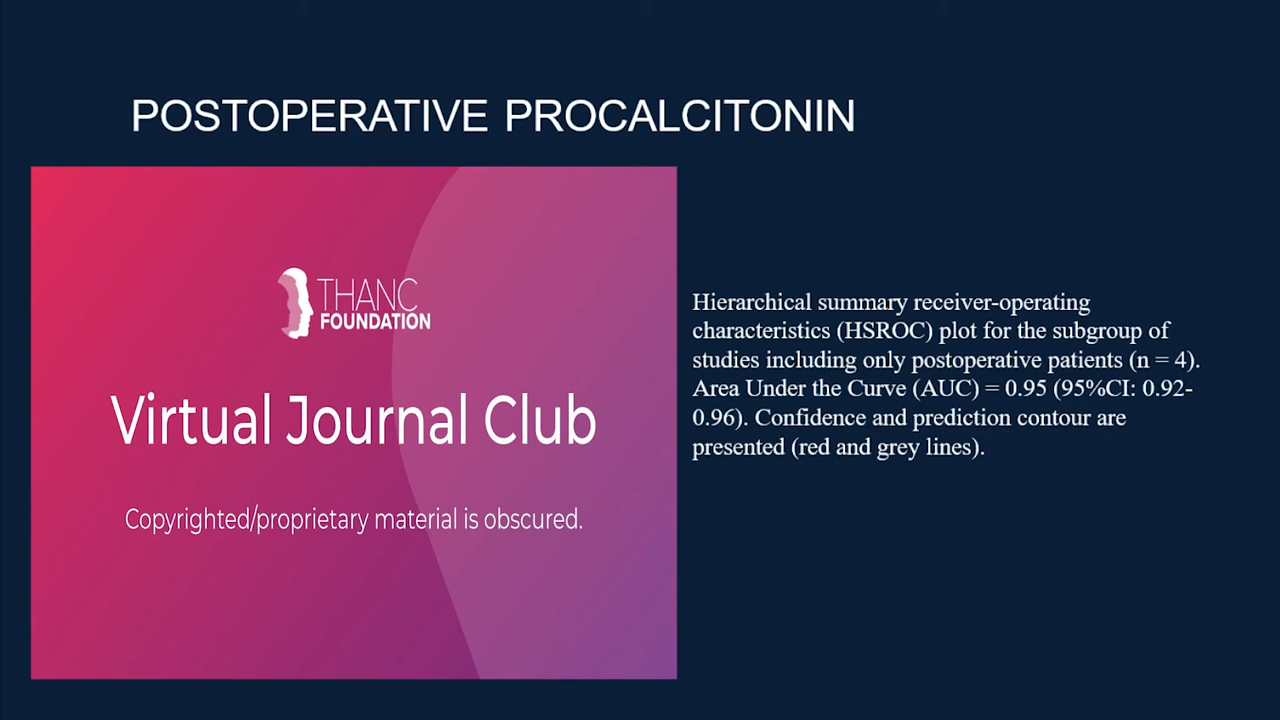 POSTOPERATIVE PROCALCITONIN
THANC
FOUNDATION
Virtual Journal Club
Copyrighted/proprietary material is obscured.
Hierarchical summary receiver-operating
characteristics (HSROC) plot for the subgroup of
studies including only postoperative patients (n = 4).
Area Under the Curve (AUC) = 0.95 (95%CI: 0.92-
0.96). Confidence and prediction contour are
presented (red and grey lines).